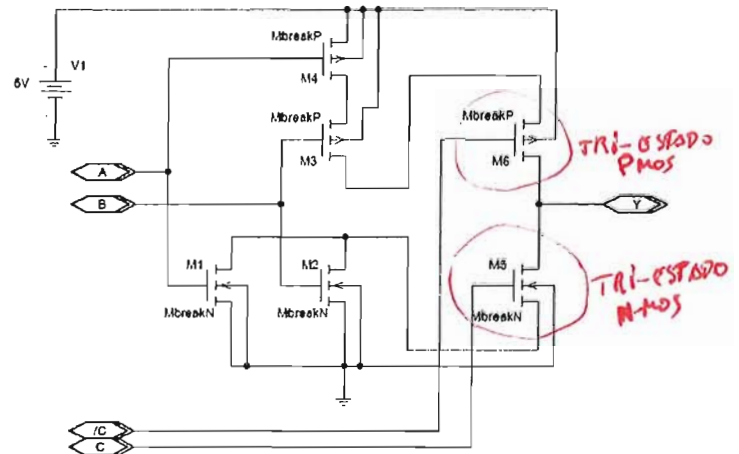 MbreakP
V1
M4
6V
MbreakP
MbreakP
M3
M6
TRI-ESTADO
PMOS
A
B
Y
M1
M2
M5
TRI-ESTADO
N-MOS
MbreakN
MbreakN
MbreakN
/C
C